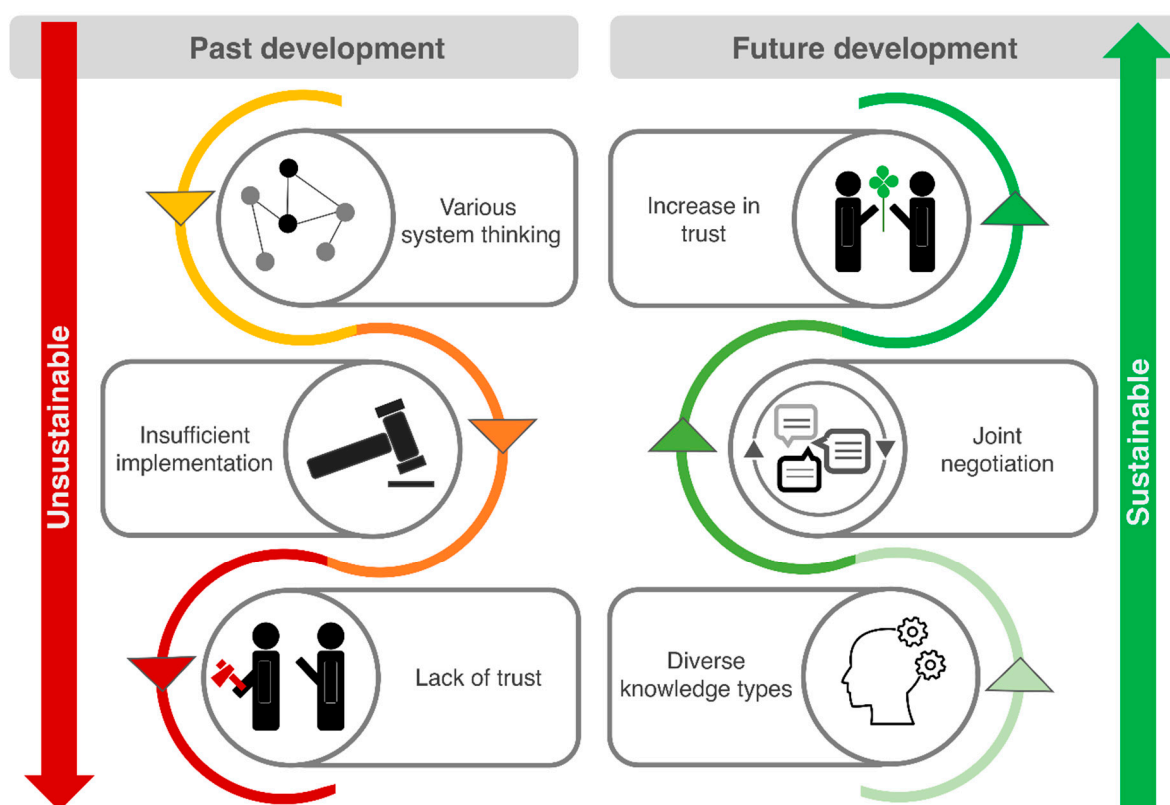 Past development
Future development
Unsustainable
Various
system thinking
Increase in
trust
Insufficient
implementation
Joint
negotiation
Lack of trust
Diverse
knowledge types
Sustainable